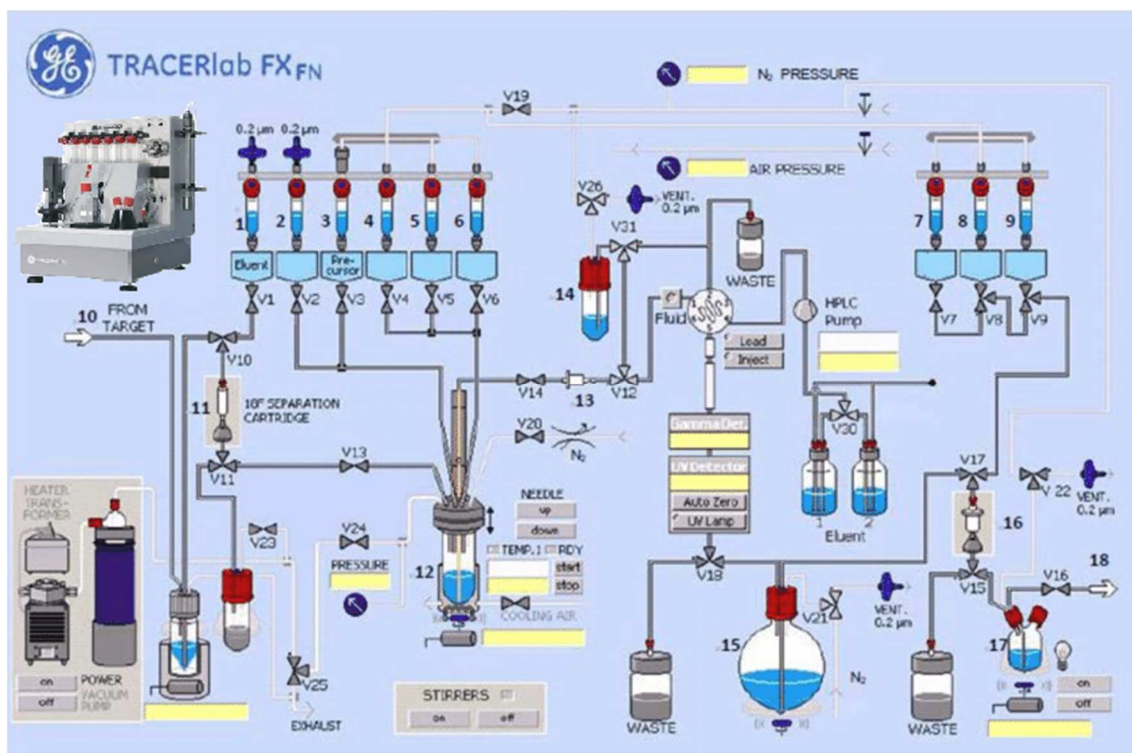 GE TRACERlab FXFN
V19
N₂ PRESSURE
0.2 µm 0.2 µm
AIR PRESSURE
V26
VENT.
0.2 µm
V31
WASTE
1 2 3 4 5 6
7 8 9
Eluent
Pre-
cursor
V1 V2 V3 V4 V5 V6
V7 V8 V9
10 FROM
TARGET
14
Fluid
HPLC
Pump
Load
Inject
V10
11
18F SEPARATION
CARTRIDGE
V11
V13
V14
13
V12
V20
N₂
V30
Gamma Det.
UV Detector
Auto Zero
UV Lamp
1 2
Eluent
V17
V22
VENT.
0.2 µm
16
HEATER
TRANS-
FORMER
V23
V24
NEEDLE
up
down
TEMP.1 RDY
start
stop
PRESSURE
12
COOLING AIR
V18
V15
V16
18
15
V21
VENT.
0.2 µm
17
N₂
POWER
on
off
VACUUM
PUMP
V25
EXHAUST
STIRRERS
on off
WASTE
WASTE
on
off